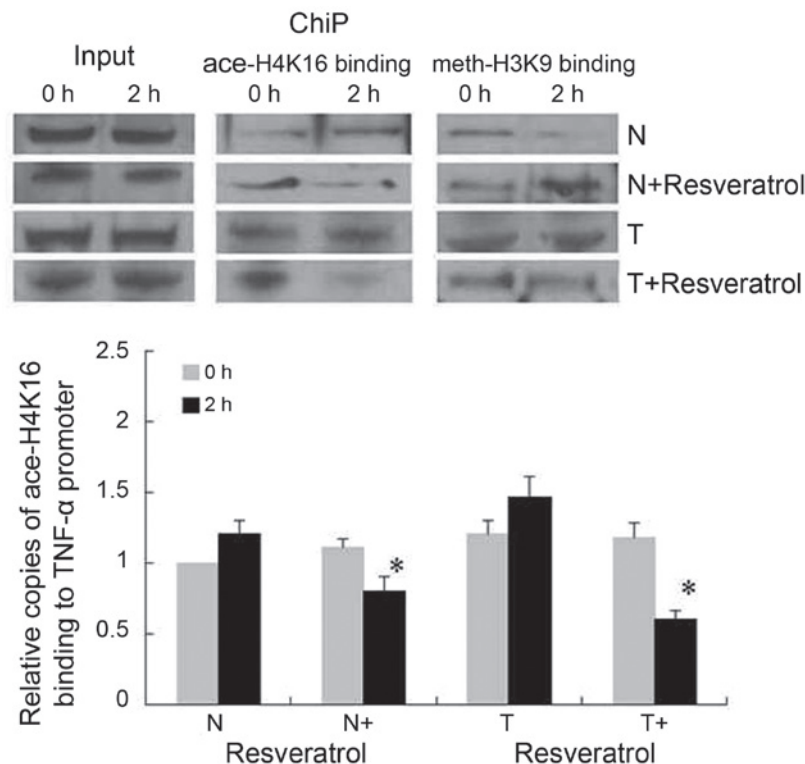 ChiP
Input
ace-H4K16 binding
meth-H3K9 binding
0 h 2 h 0 h 2 h 0 h 2 h
N
N+Resveratrol
T
T+Resveratrol
Relative copies of ace-H4K16
binding to TNF-α promoter
2.5
2
1.5
1
0.5
0
0 h
2 h
*
*
N N+ T T+
Resveratrol Resveratrol